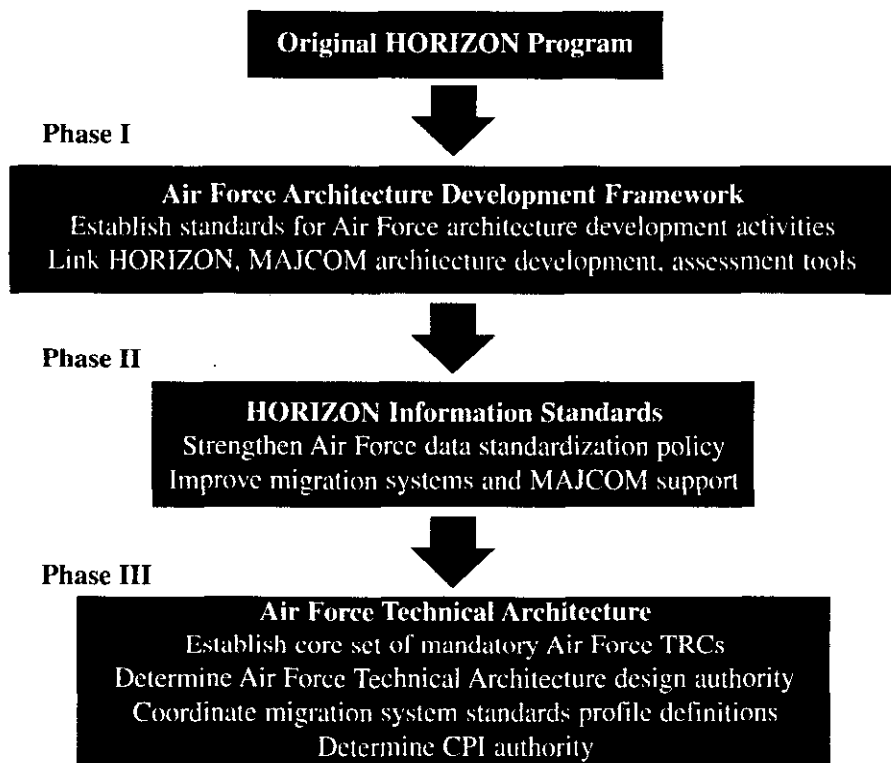 Original HORIZON Program
Phase I
Air Force Architecture Development Framework
Establish standards for Air Force architecture development activities
Link HORIZON, MAJCOM architecture development, assessment tools
Phase II
HORIZON Information Standards
Strengthen Air Force data standardization policy
Improve migration systems and MAJCOM support
Phase III
Air Force Technical Architecture
Establish core set of mandatory Air Force TRCs
Determine Air Force Technical Architecture design authority
Coordinate migration system standards profile definitions
Determine CPI authority